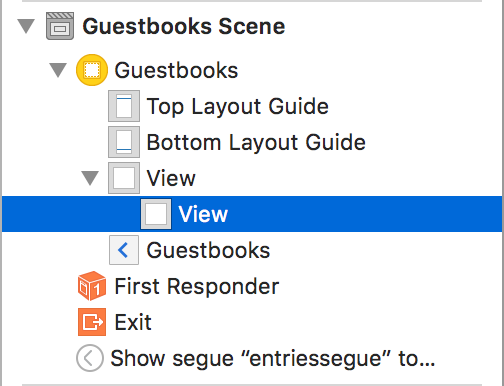 Guestbooks Scene
Guestbooks
Top Layout Guide
Bottom Layout Guide
View
View
Guestbooks
First Responder
Exit
Show segue “entriessegue” to...